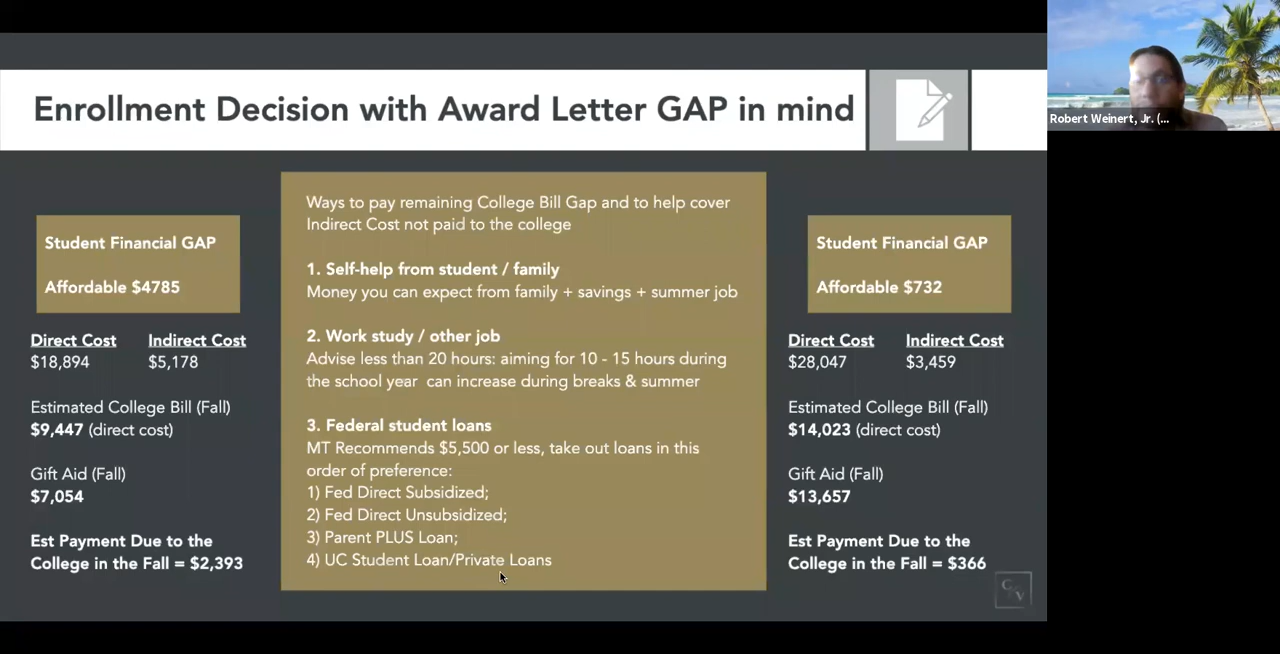 Enrollment Decision with Award Letter GAP in mind
Robert Weinert, Jr. (...
Student Financial GAP
Affordable $4785
Direct Cost Indirect Cost
$18,894 $5,178
Estimated College Bill (Fall)
$9,447 (direct cost)
Gift Aid (Fall)
$7,054
Est Payment Due to the
College in the Fall = $2,393
Ways to pay remaining College Bill Gap and to help cover
Indirect Cost not paid to the college
1. Self-help from student / family
Money you can expect from family + savings + summer job
2. Work study / other job
Advise less than 20 hours: aiming for 10 - 15 hours during
the school year can increase during breaks & summer
3. Federal student loans
MT Recommends $5,500 or less, take out loans in this
order of preference:
1) Fed Direct Subsidized;
2) Fed Direct Unsubsidized;
3) Parent PLUS Loan;
4) UC Student Loan/Private Loans
Student Financial GAP
Affordable $732
Direct Cost Indirect Cost
$28,047 $3,459
Estimated College Bill (Fall)
$14,023 (direct cost)
Gift Aid (Fall)
$13,657
Est Payment Due to the
College in the Fall = $366
C V